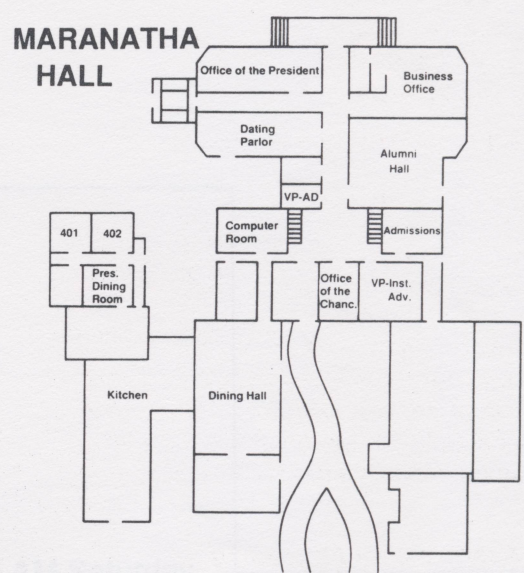 MARANATHA
HALL
Office of the President
Business
Office
Dating
Parlor
Alumni
Hall
VP-AD
401
402
Computer
Room
Admissions
Pres.
Dining
Room
Office
of the
Chanc.
VP-Inst.
Adv.
Kitchen
Dining Hall